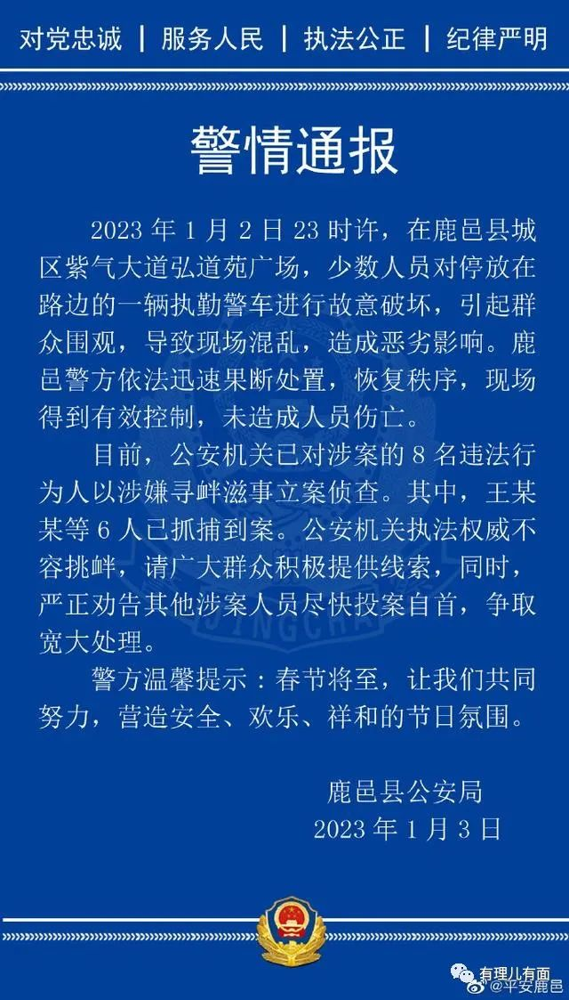 对党忠诚 | 服务人民 | 执法公正 | 纪律严明
警情通报
2023 年 1 月 2 日 23 时许，在鹿邑县城
区紫气大道弘道苑广场，少数人员对停放在
路边的一辆执勤警车进行故意破坏，引起群
众围观，导致现场混乱，造成恶劣影响。鹿
邑警方依法迅速果断处置，恢复秩序，现场
得到有效控制，未造成人员伤亡。
目前，公安机关已对涉案的 8 名违法行
为人以涉嫌寻衅滋事立案侦查。其中，王某
某等 6 人已抓捕到案。公安机关执法权威不
容挑衅，请广大群众积极提供线索，同时，
严正劝告其他涉案人员尽快投案自首，争取
宽大处理。
JINGCHA
警方温馨提示：春节将至，让我们共同
努力，营造安全、欢乐、祥和的节日氛围。
鹿邑县公安局
2023 年 1 月 3 日
有理儿有面
@平安鹿邑